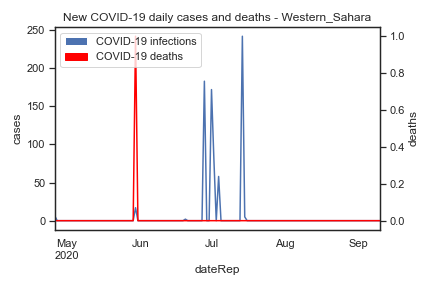 New COVID-19 daily cases and deaths - Western_Sahara
COVID-19 infections
COVID-19 deaths
250
200
150
100
50
0
cases
1.0
0.8
0.6
0.4
0.2
0.0
deaths
May Jun Jul Aug Sep
2020
dateRep